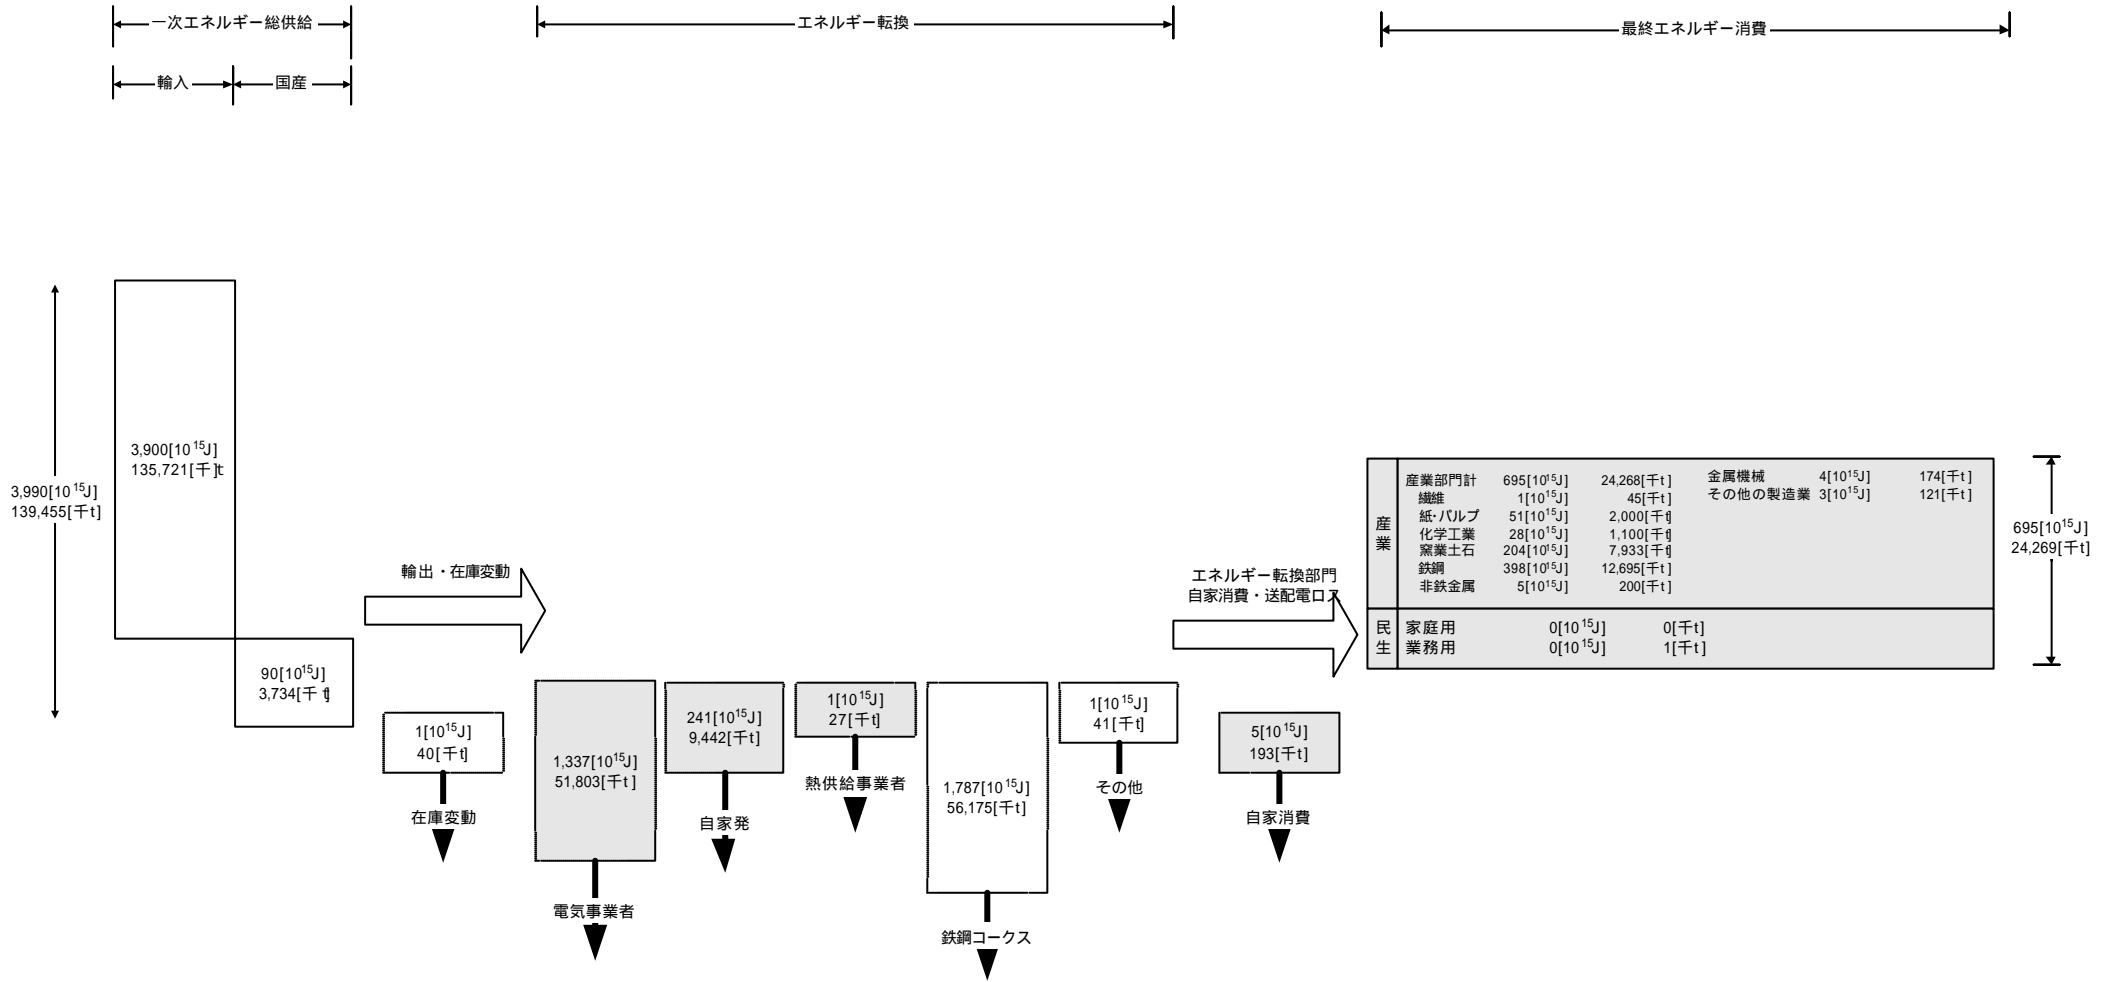 一次エネルギー総供給
エネルギー転換
最終エネルギー消費
輸入
国産
3,990[10¹⁵J]
139,455[千t]
3,900[10¹⁵J]
135,721[千]t
90[10¹⁵J]
3,734[千t]
輸出・在庫変動
1[10¹⁵J]
40[千t]
在庫変動
1,337[10¹⁵J]
51,803[千t]
電気事業者
241[10¹⁵J]
9,442[千t]
自家発
1[10¹⁵J]
27[千t]
熱供給事業者
1,787[10¹⁵J]
56,175[千t]
鉄鋼コークス
1[10¹⁵J]
41[千t]
その他
エネルギー転換部門
自家消費・送配電ロス
5[10¹⁵J]
193[千t]
自家消費
産業
産業部門計 695[10¹⁵J] 24,268[千t]
繊維 1[10¹⁵J] 45[千t]
紙・パルプ 51[10¹⁵J] 2,000[千t]
化学工業 28[10¹⁵J] 1,100[千t]
窯業土石 204[10¹⁵J] 7,933[千t]
鉄鋼 398[10¹⁵J] 12,695[千t]
非鉄金属 5[10¹⁵J] 200[千t]
金属機械 4[10¹⁵J] 174[千t]
その他の製造業 3[10¹⁵J] 121[千t]
民生
家庭用 0[10¹⁵J] 0[千t]
業務用 0[10¹⁵J] 1[千t]
695[10¹⁵J]
24,269[千t]